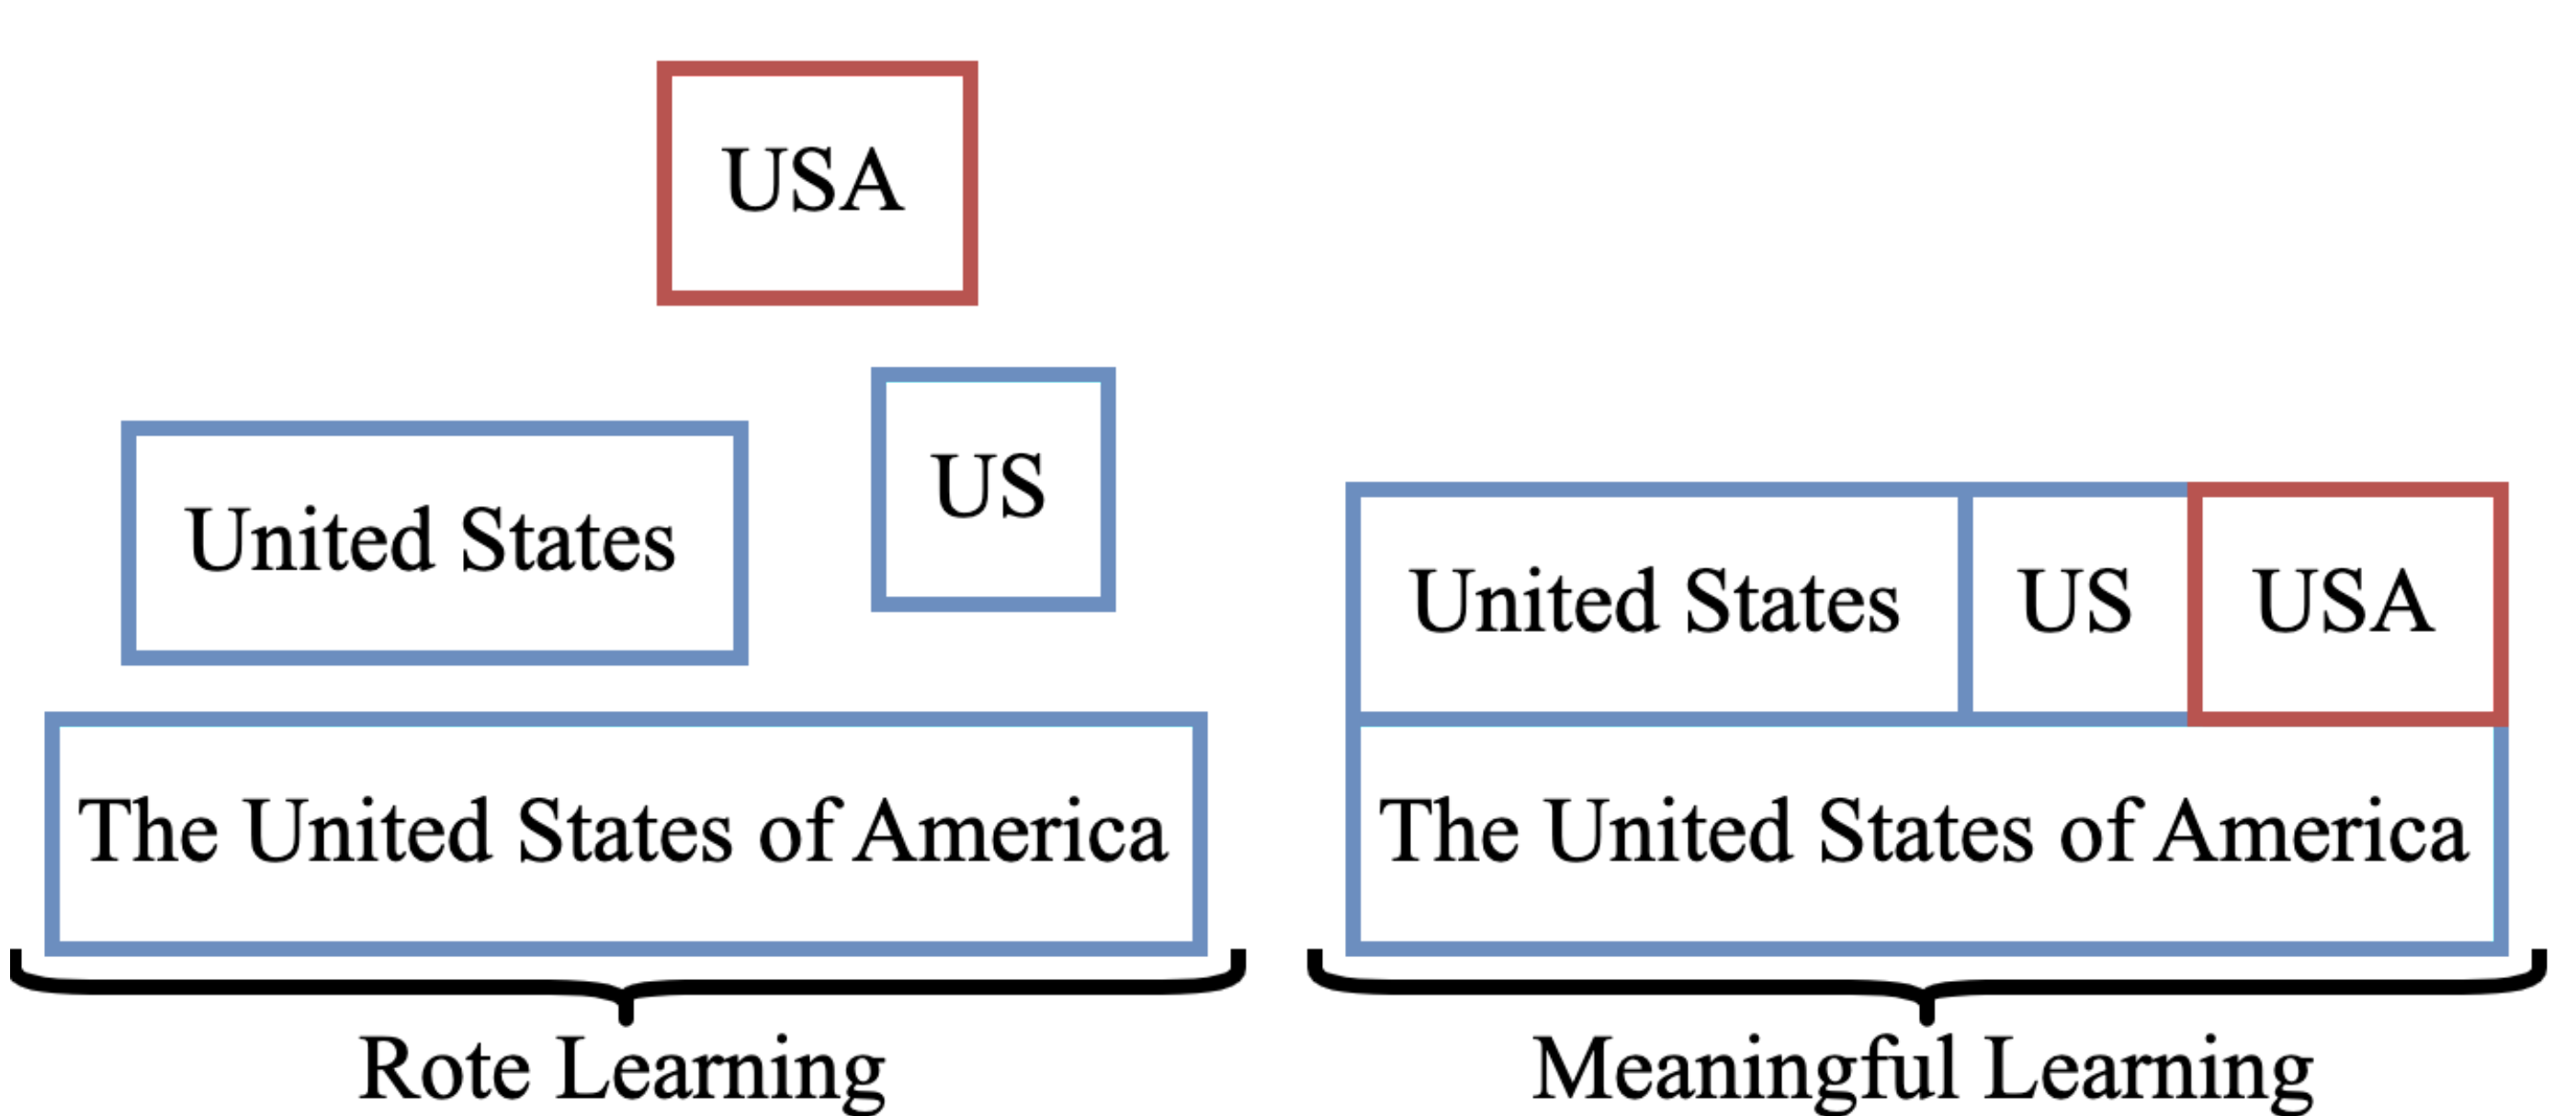 USA
US
United States
The United States of America
Rote Learning
United States US USA
The United States of America
Meaningful Learning